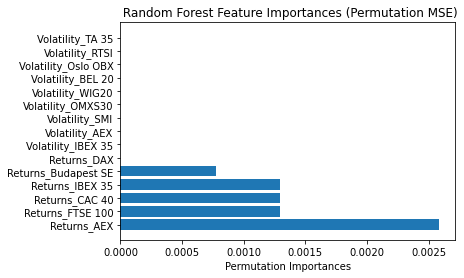 Random Forest Feature Importances (Permutation MSE)
Volatility_TA 35
Volatility_RTSI
Volatility_Oslo OBX
Volatility_BEL 20
Volatility_WIG20
Volatility_OMXS30
Volatility_SMI
Volatility_AEX
Volatility_IBEX 35
Returns_DAX
Returns_Budapest SE
Returns_IBEX 35
Returns_CAC 40
Returns_FTSE 100
Returns_AEX
0.0000 0.0005 0.0010 0.0015 0.0020 0.0025
Permutation Importances